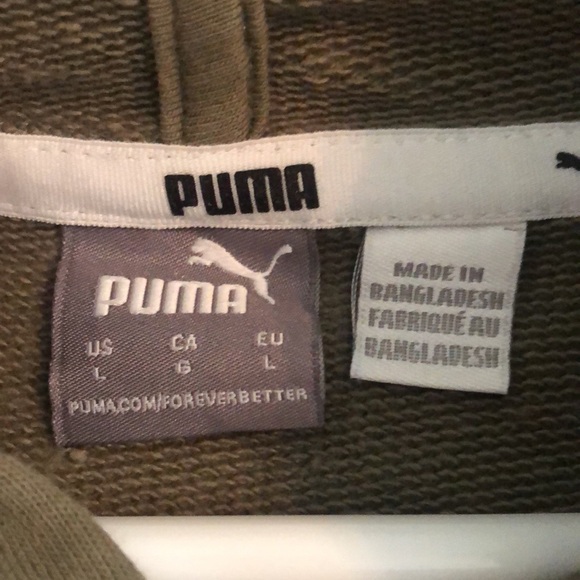 PUMA
PUMA
US CA EU
L G L
PUMA.COM/FOREVERBETTER
MADE IN
BANGLADESH
FABRIQUÉ AU
BANGLADESH